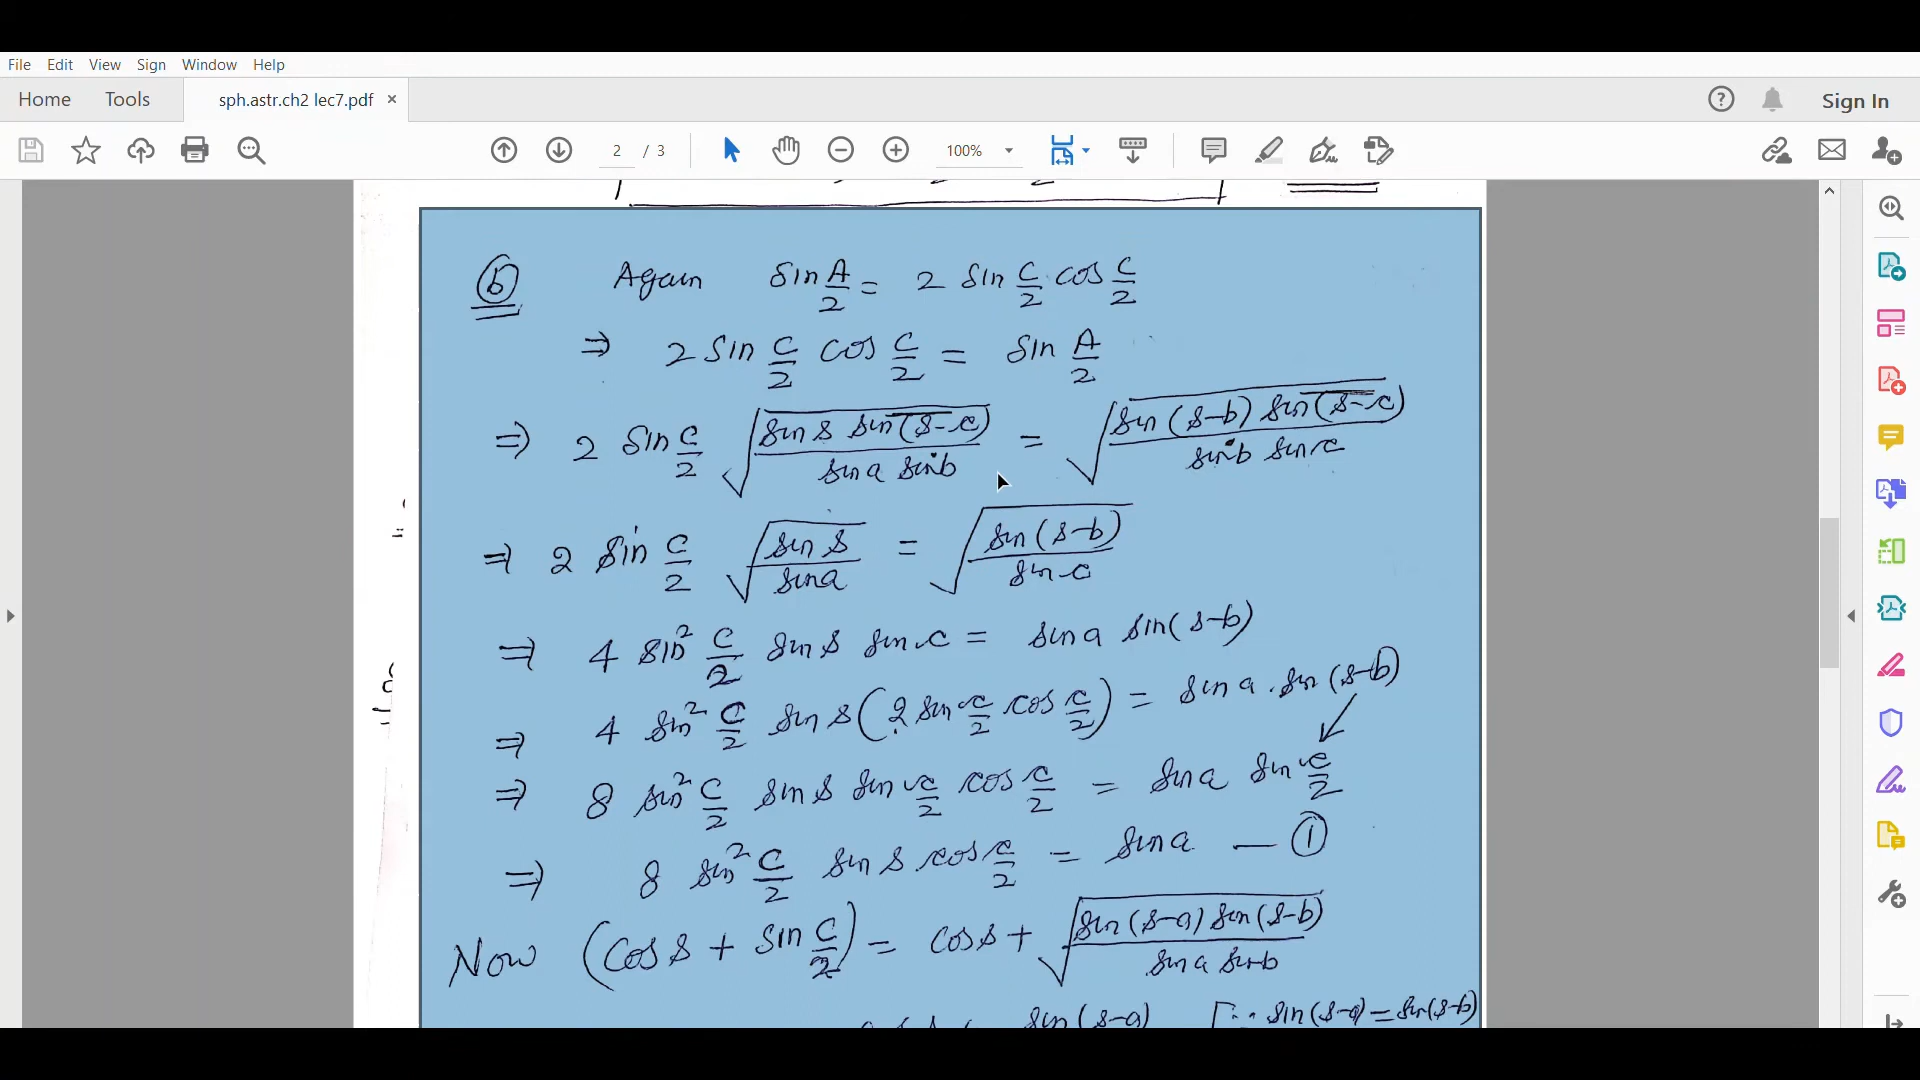 File Edit View Sign Window Help
Home Tools sph.astr.ch2 lec7.pdf × Sign In
2 / 3 100%
(b) Again sin A/2 = 2 sin C/2 cos C/2
⇒ 2 sin C/2 cos C/2 = sin A/2
⇒ 2 sin C/2 √(sin s sin(s-c) / sin a sin b) = √(sin(s-b) sin(s-c) / sin b sin c)
⇒ 2 sin C/2 √(sin s / sin a) = √(sin(s-b) / sin c)
⇒ 4 sin² C/2 sin s sin c = sin a sin(s-b)
⇒ 4 sin² C/2 sin s (2 sin c/2 cos c/2) = sin a . sin(s-b)
⇒ 8 sin² C/2 sin s sin c/2 cos c/2 = sin a sin c/2
⇒ 8 sin² C/2 sin s . cos c/2 = sin a — (1)
Now (cos s + sin C/2) = cos s + √(sin(s-a) sin(s-b) / sin a sin b)
sin(s-a) [∵ sin(s-a) = sin(s-b)